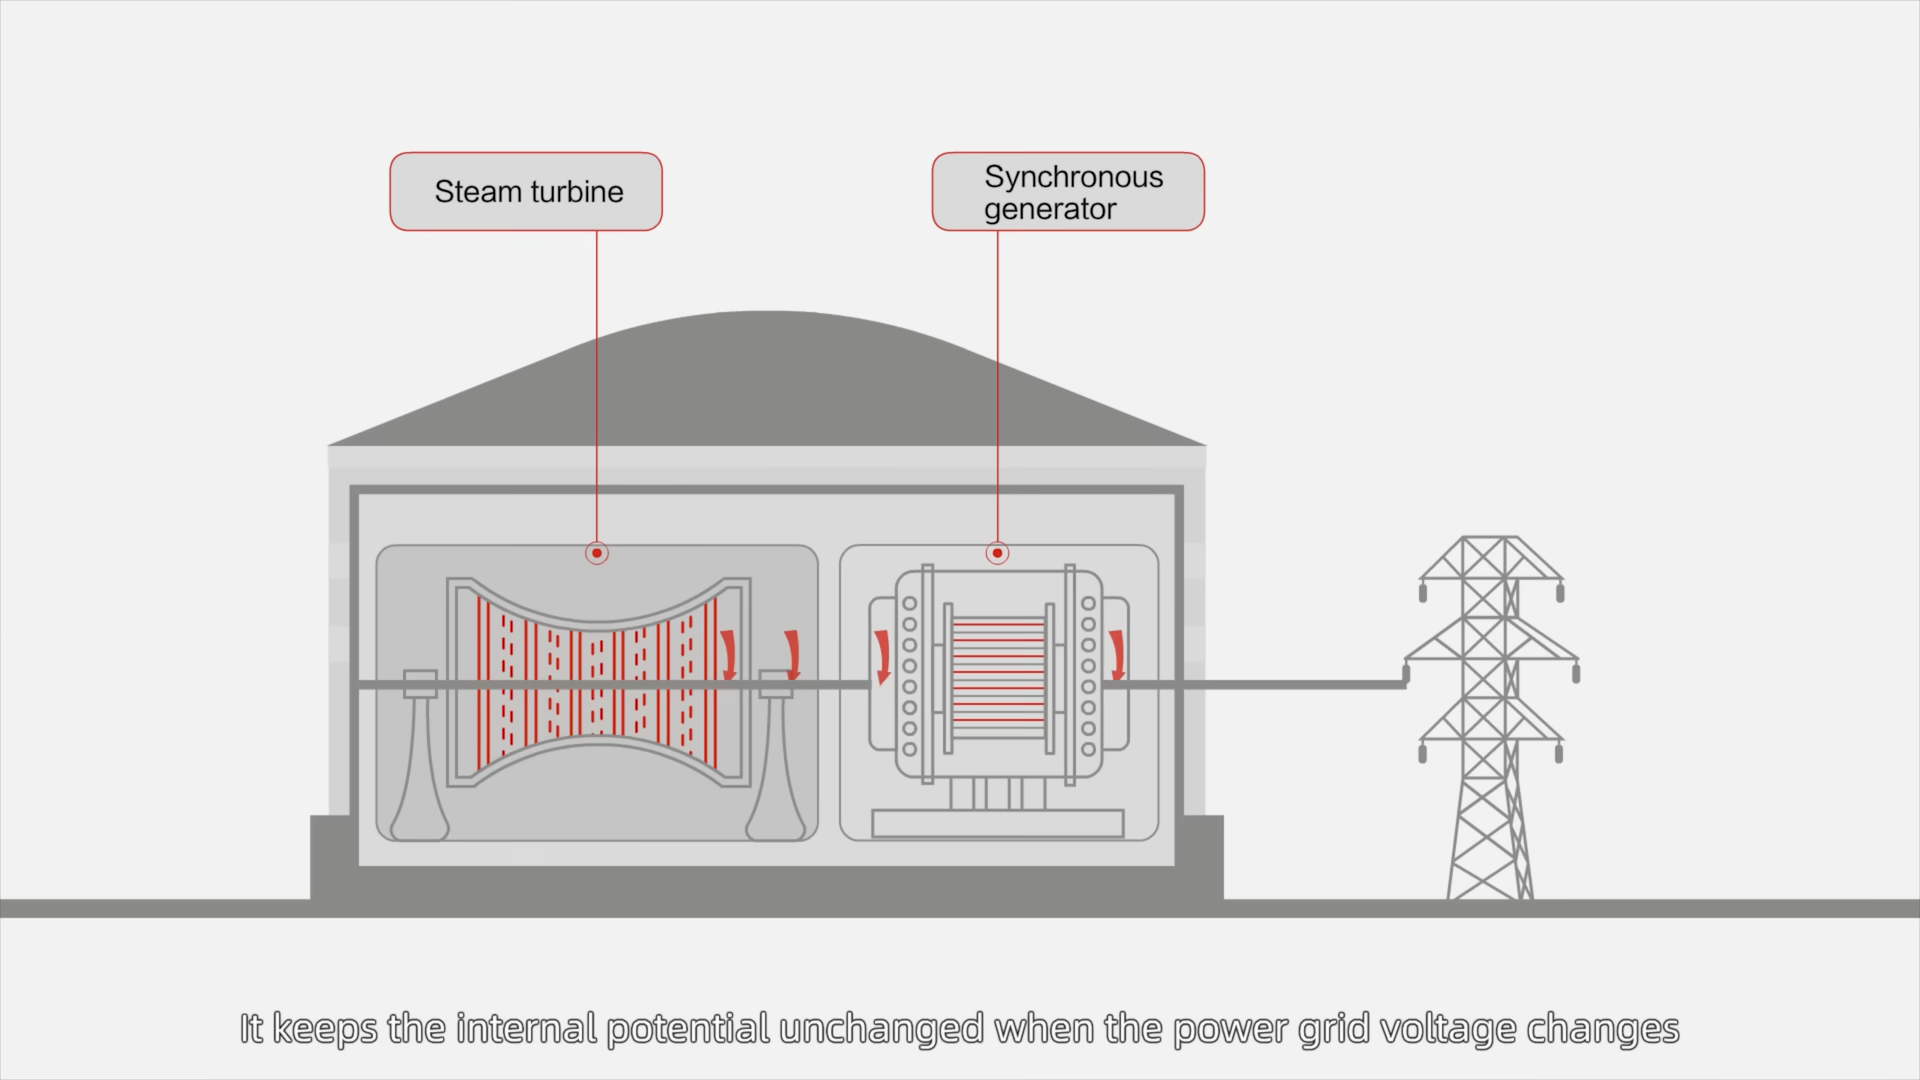 Steam turbine
Synchronous
generator
It keeps the internal potential unchanged when the power grid voltage changes